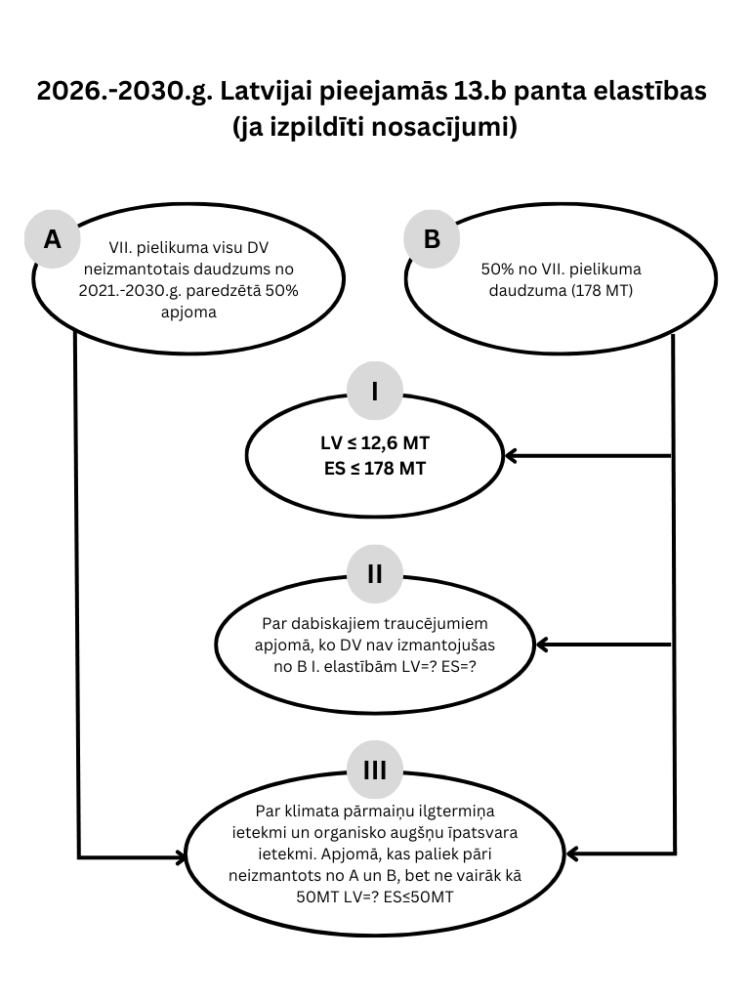 2026.-2030.g. Latvijai pieejamās 13.b panta elastības
(ja izpildīti nosacījumi)
A
VII. pielikuma visu DV
neizmantotais daudzums no
2021.-2030.g. paredzētā 50%
apjoma
B
50% no VII. pielikuma
daudzuma (178 MT)
I
LV ≤ 12,6 MT
ES ≤ 178 MT
II
Par dabiskajiem traucējumiem
apjomā, ko DV nav izmantojušas
no B I. elastībām LV=? ES=?
III
Par klimata pārmaiņu ilgtermiņa
ietekmi un organisko augšņu īpatsvara
ietekmi. Apjomā, kas paliek pāri
neizmantots no A un B, bet ne vairāk kā
50MT LV=? ES≤50MT